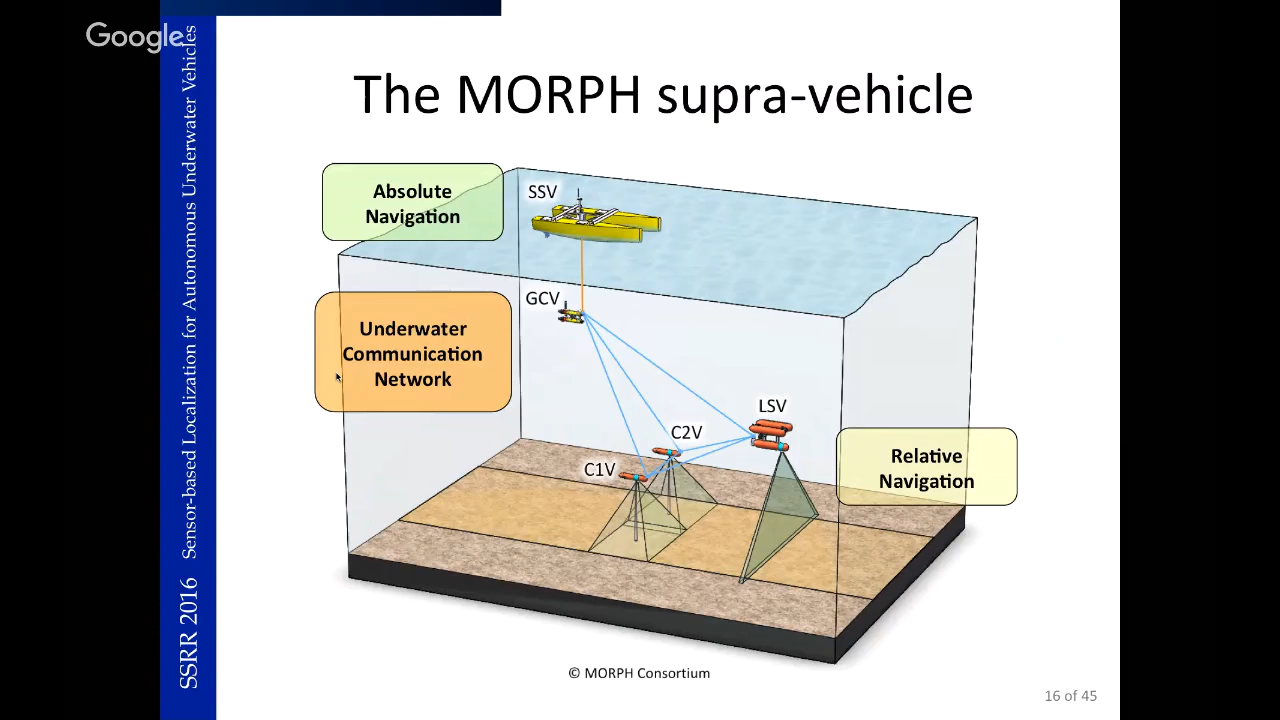 Google
SSRR 2016 Sensor-based Localization for Autonomous Underwater Vehicles
The MORPH supra-vehicle
Absolute
Navigation
SSV
GCV
Underwater
Communication
Network
LSV
C2V
C1V
Relative
Navigation
© MORPH Consortium
16 of 45